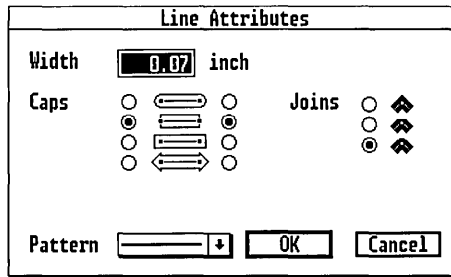 Line Attributes
Width 0.07 inch
Caps Joins
Pattern OK Cancel